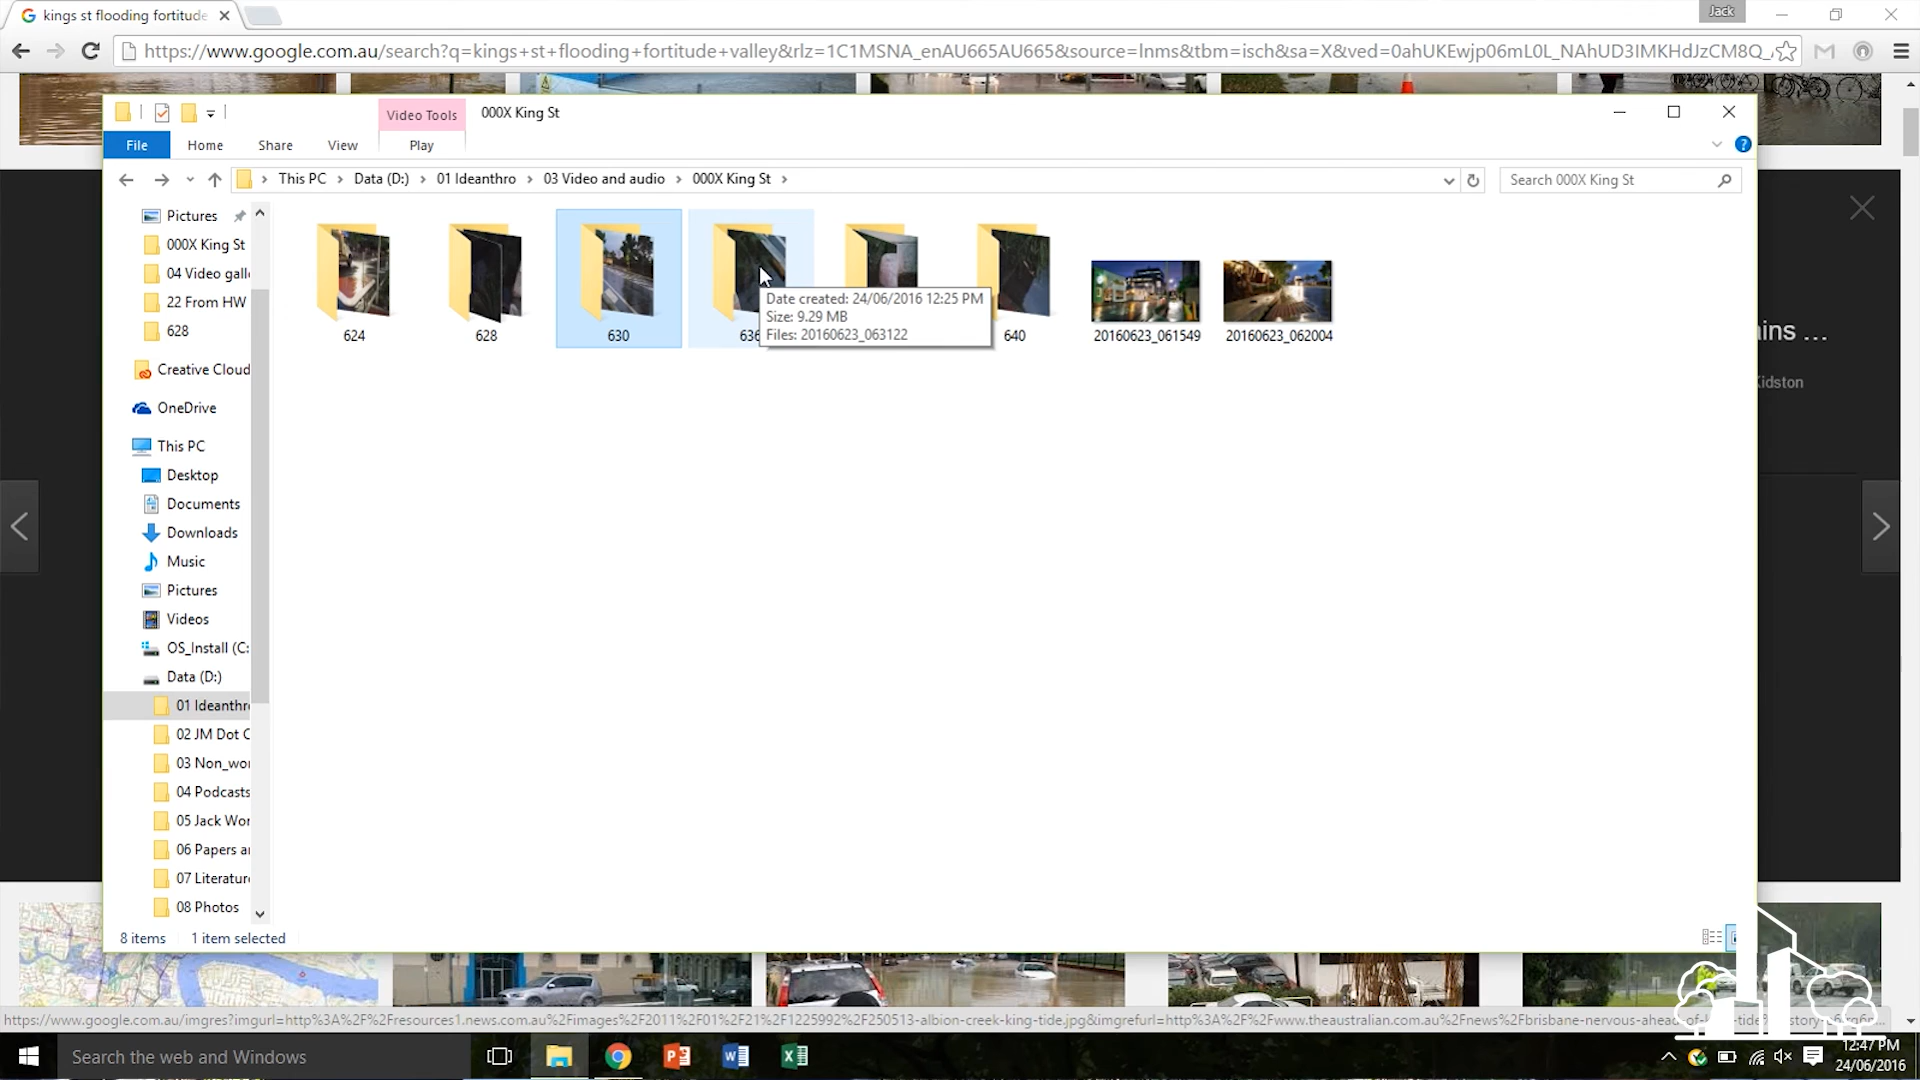 kings st flooding fortitude
Jack
https://www.google.com.au/search?q=kings+st+flooding+fortitude+valley&rlz=1C1MSNA_enAU665AU665&source=lnms&tbm=isch&sa=X&ved=0ahUKEwjp06mL0L_NAhUD3IMKHdJzCM8Q_
Video Tools
000X King St
File
Home
Share
View
Play
This PC
Data (D:)
01 Ideanthro
03 Video and audio
000X King St
Search 000X King St
Pictures
000X King St
04 Video gall
22 From HW
628
Creative Cloud
OneDrive
This PC
Desktop
Documents
Downloads
Music
Pictures
Videos
OS_Install (C:
Data (D:)
01 Ideanthr
02 JM Dot C
03 Non_wo
04 Podcasts
05 Jack Wor
06 Papers a
07 Literatur
08 Photos
624
628
630
636
640
20160623_061549
20160623_062004
Date created: 24/06/2016 12:25 PM
Size: 9.29 MB
Files: 20160623_063122
ains ...
Kidston
8 items
1 item selected
Search the web and Windows
12:47 PM
24/06/2016